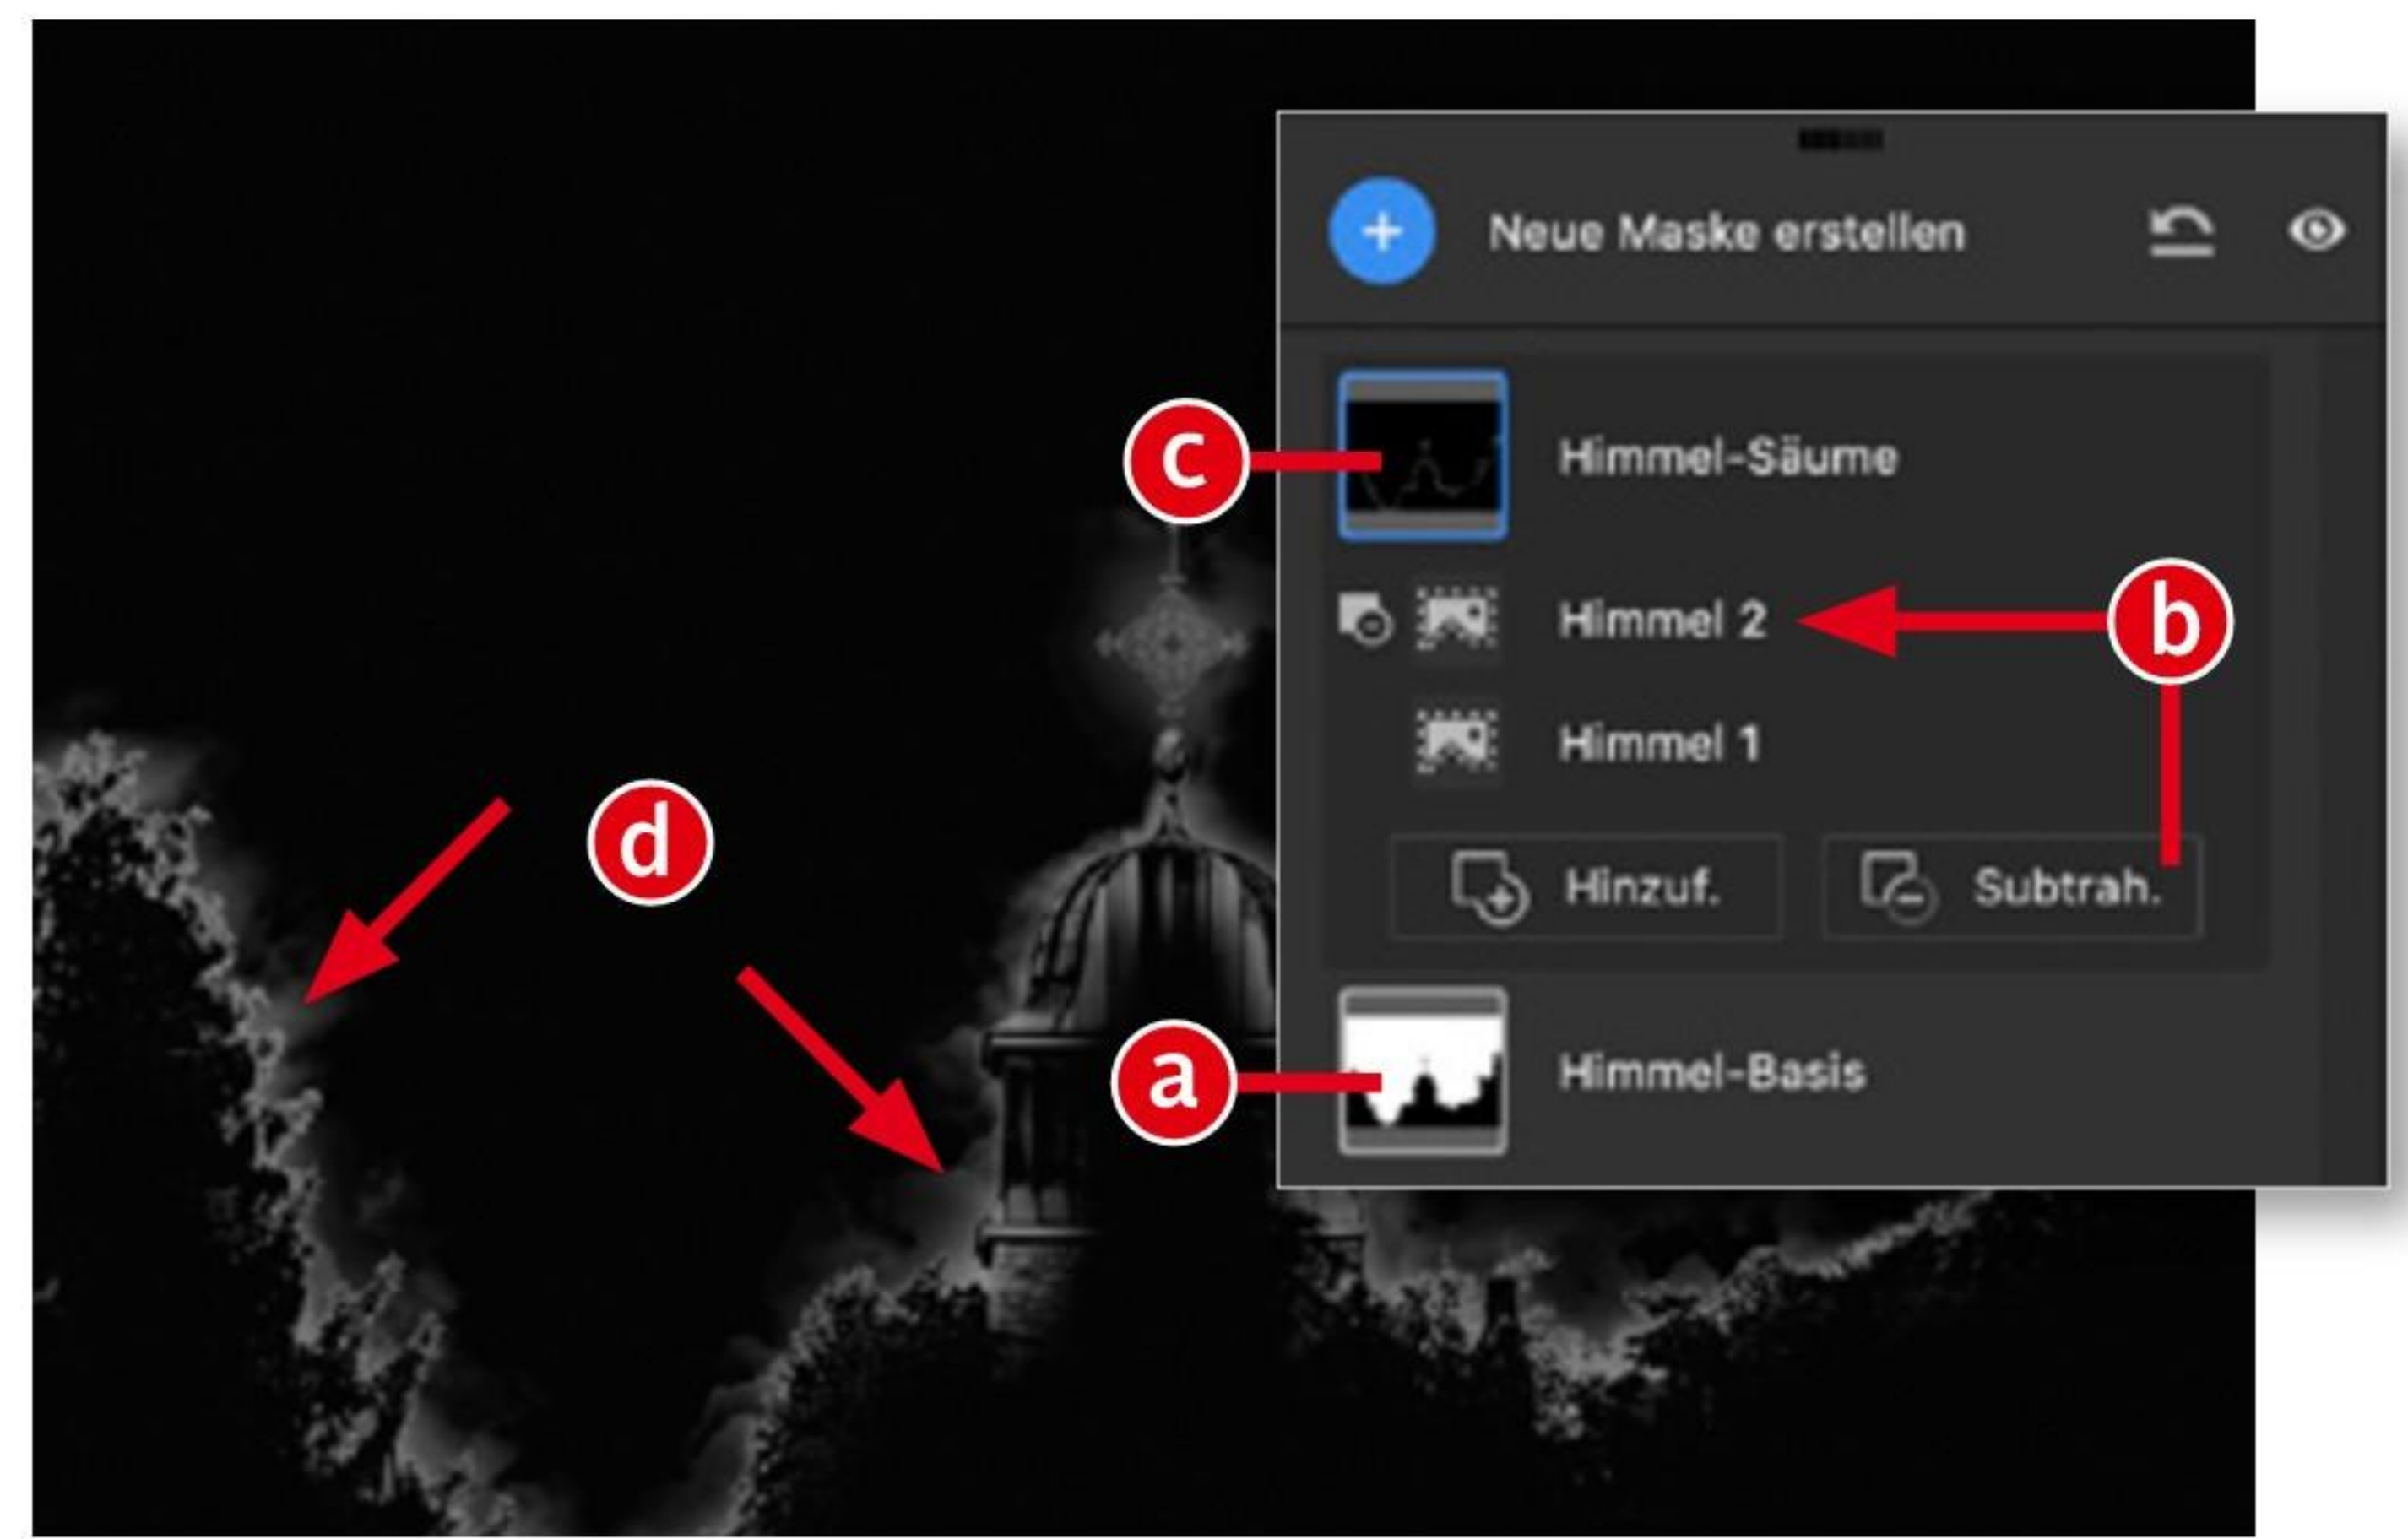 Neue Maske erstellen
c
Himmel-Säume
Himmel 2
b
Himmel 1
d
Hinzuf.
Subtrah.
a
Himmel-Basis